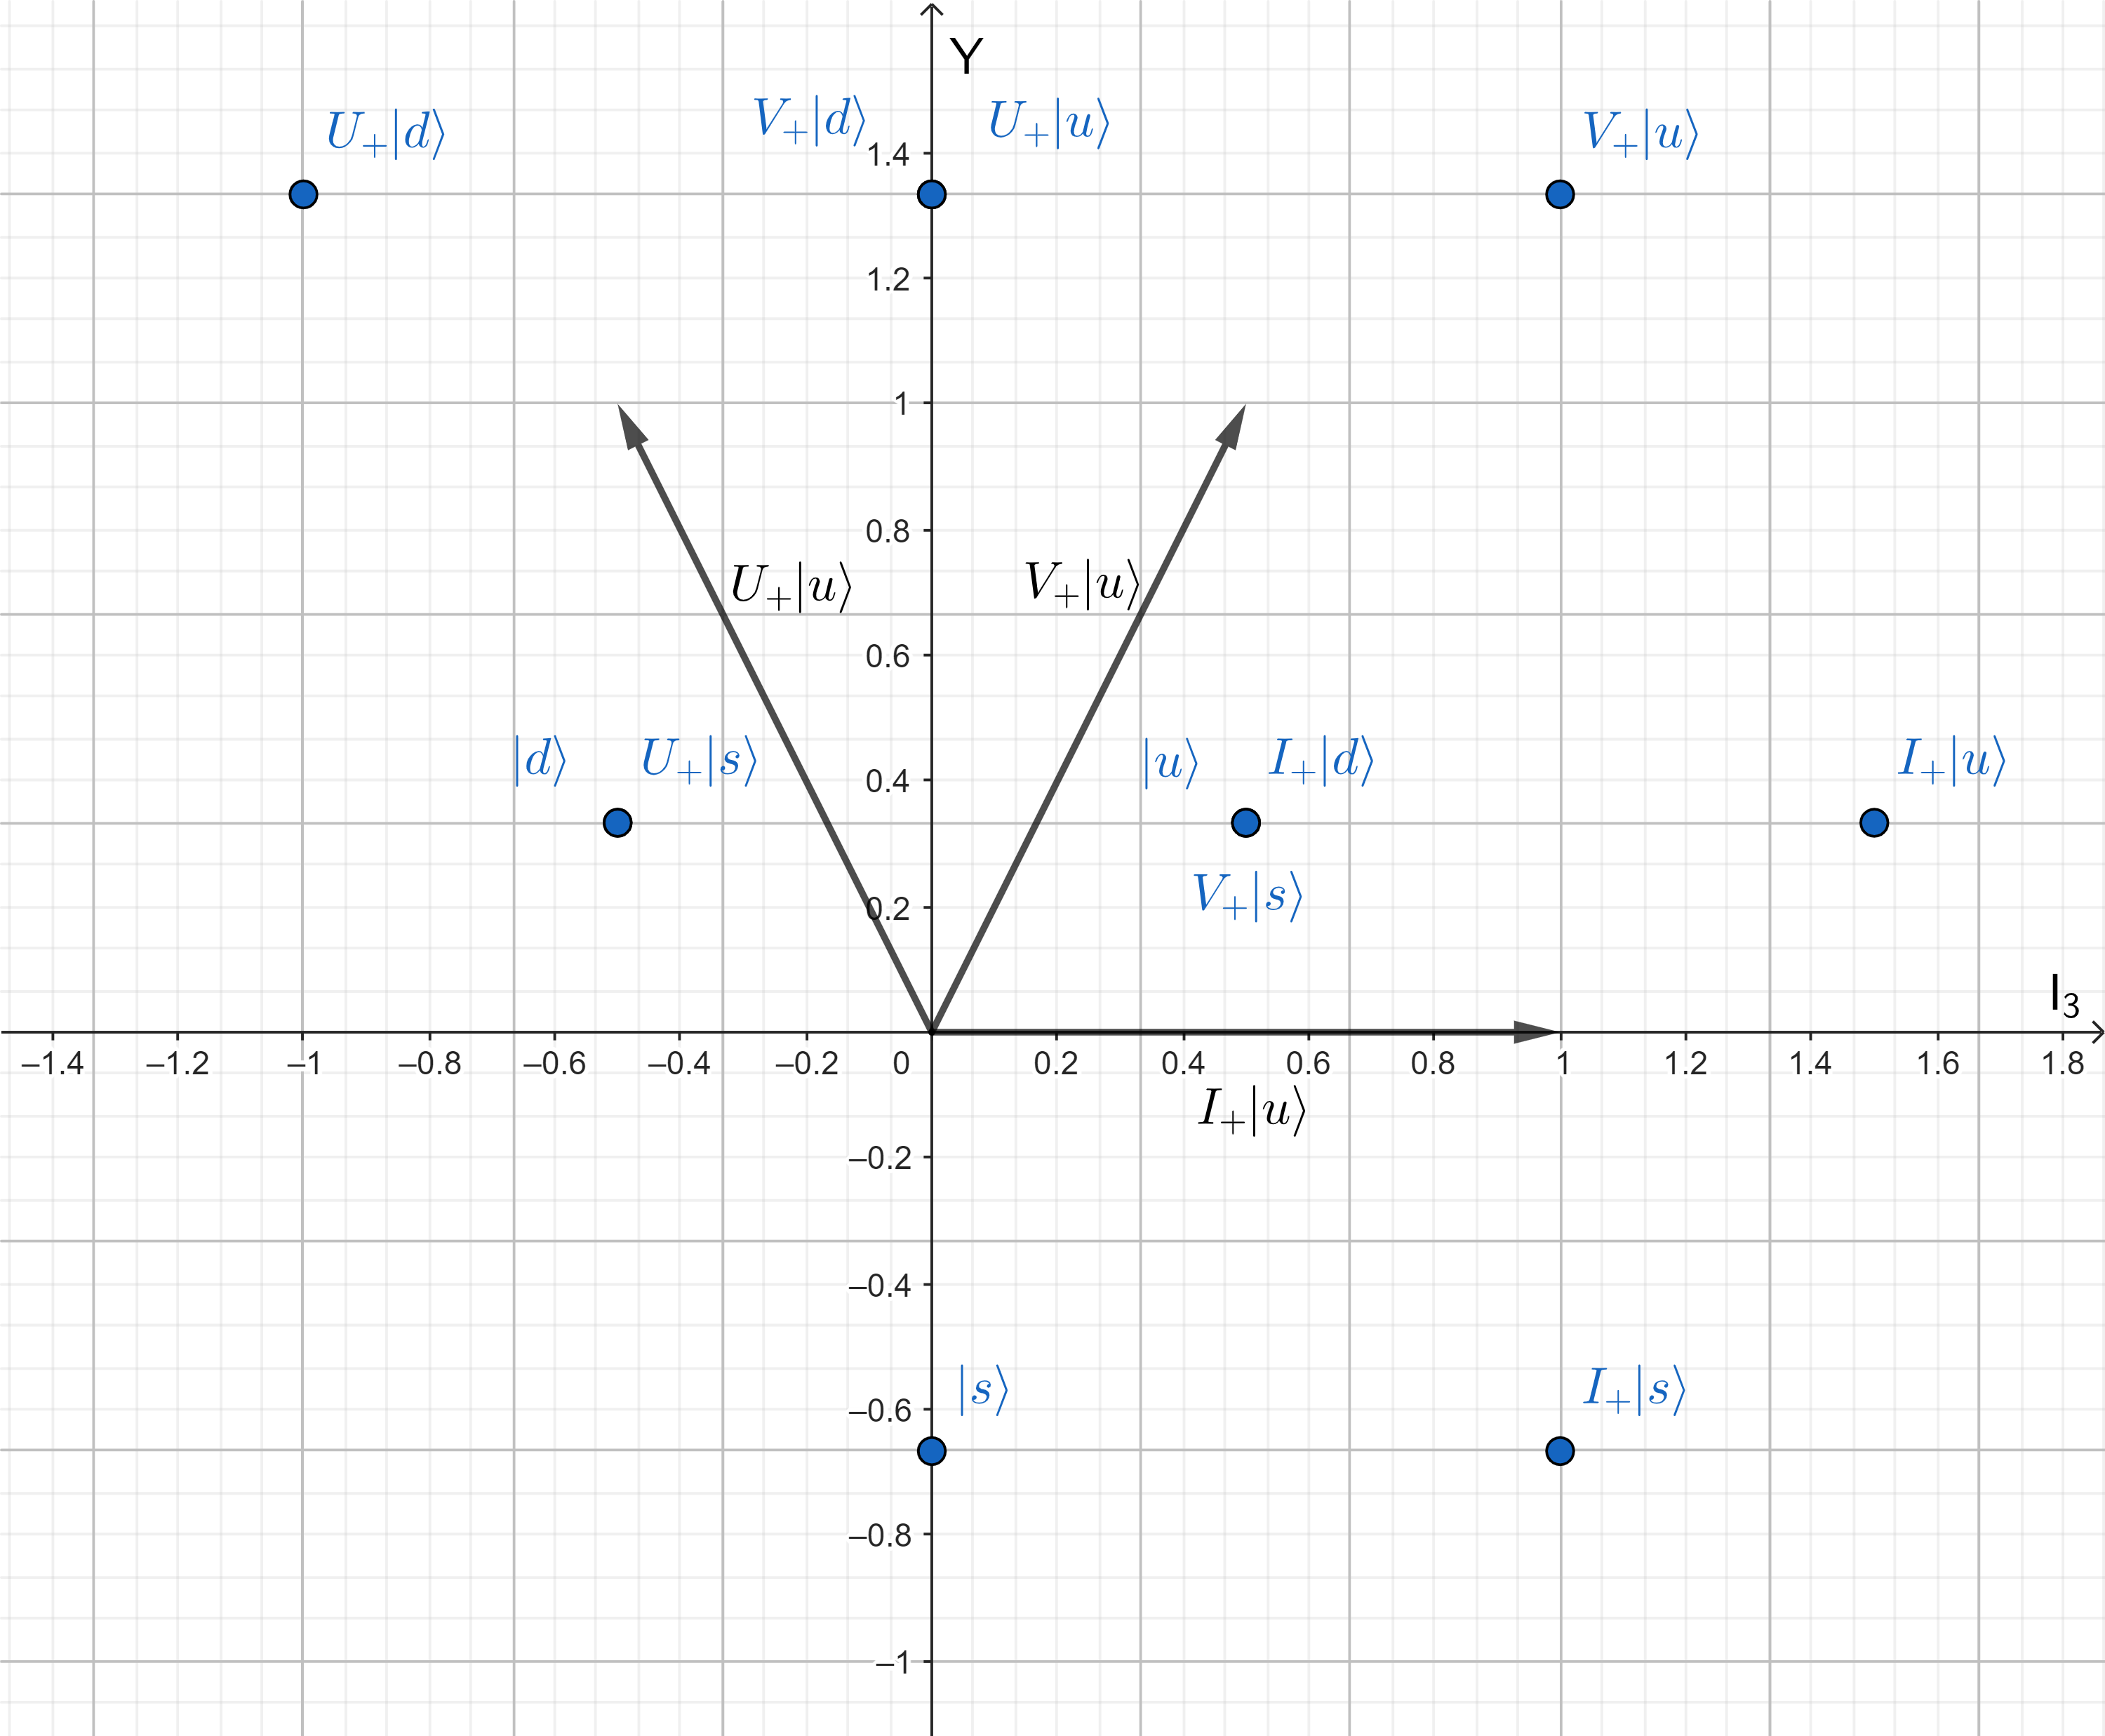 Y
U₊|d⟩ V₊|d⟩ U₊|u⟩ V₊|u⟩
1.4
1.2
1
0.8
U₊|u⟩ V₊|u⟩
0.6
|d⟩ U₊|s⟩ |u⟩ I₊|d⟩ I₊|u⟩
0.4
V₊|s⟩
0.2
I₃
–1.4 –1.2 –1 –0.8 –0.6 –0.4 –0.2 0 0.2 0.4 0.6 0.8 1 1.2 1.4 1.6 1.8
I₊|u⟩
–0.2
–0.4
|s⟩ I₊|s⟩
–0.6
–0.8
–1